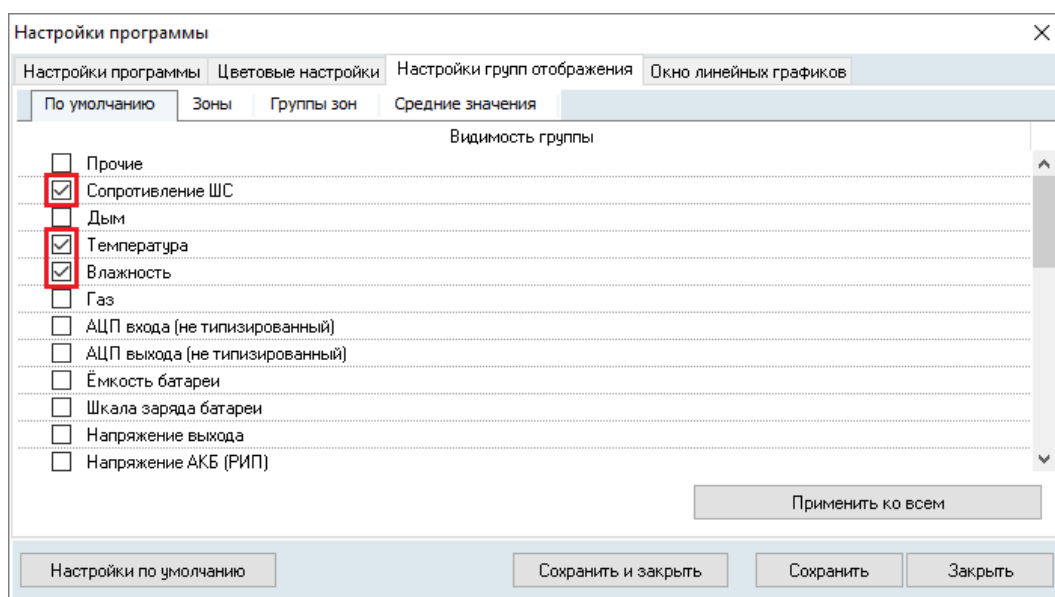 Настройки программы
Настройки программы Цветовые настройки Настройки групп отображения Окно линейных графиков
По умолчанию Зоны Группы зон Средние значения
Видимость группы
Прочие
Сопротивление ШС
Дым
Температура
Влажность
Газ
АЦП входа (не типизированный)
АЦП выхода (не типизированный)
Ёмкость батареи
Шкала заряда батареи
Напряжение выхода
Напряжение АКБ (РИП)
Применить ко всем
Настройки по умолчанию Сохранить и закрыть Сохранить Закрыть